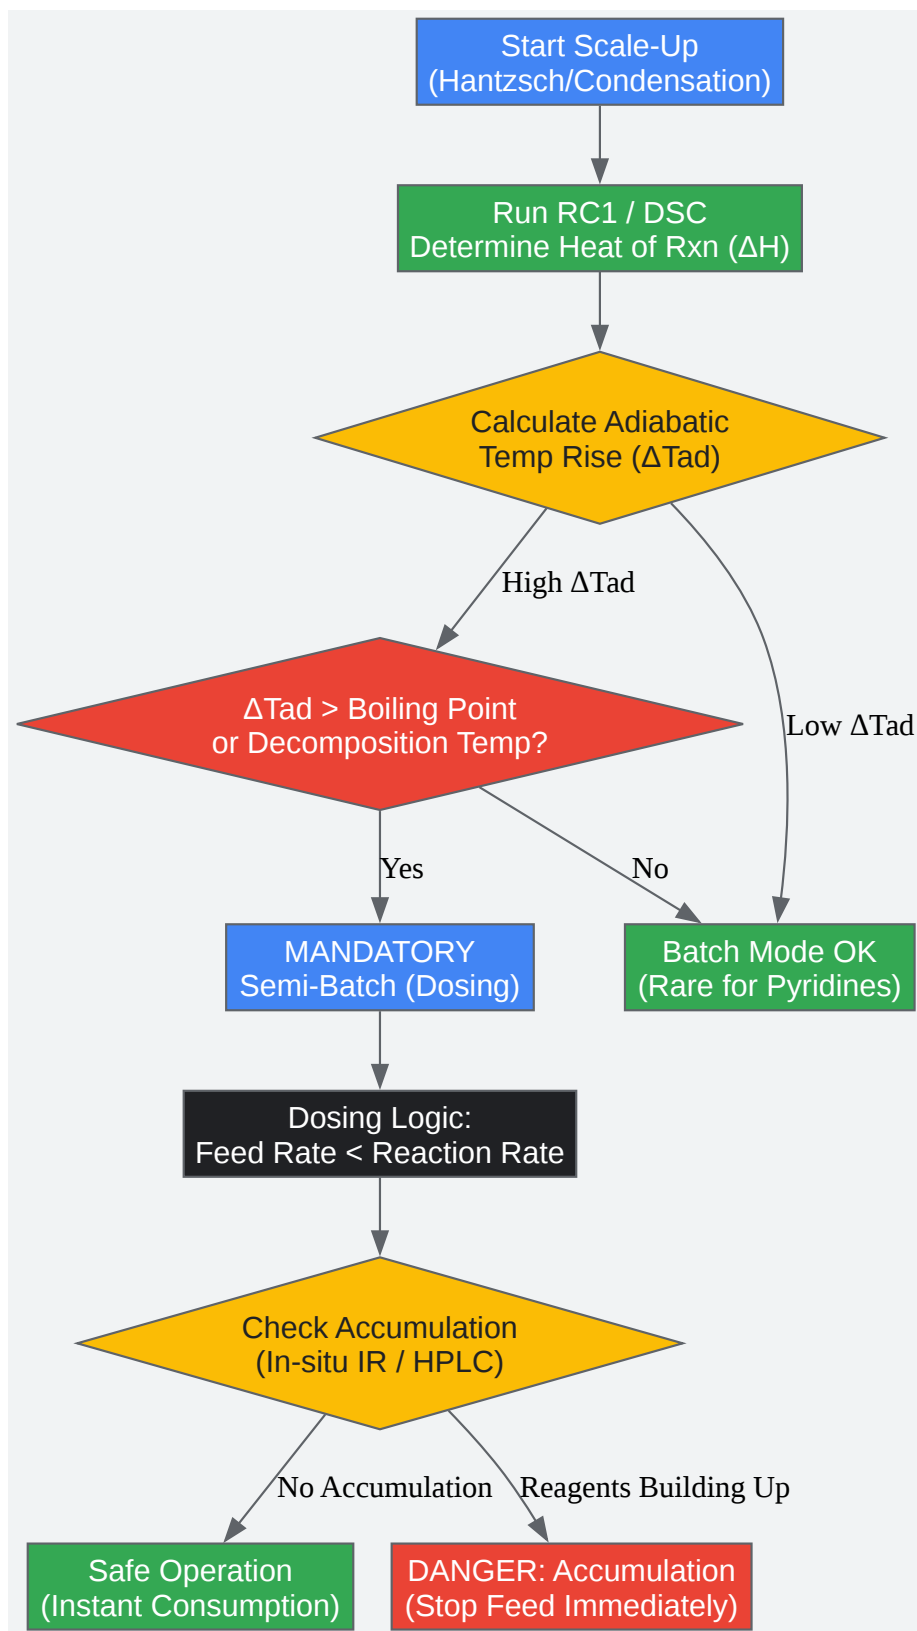 Start Scale-Up
(Hantzsch/Condensation)
Run RC1 / DSC
Determine Heat of Rxn (ΔH)
Calculate Adiabatic
Temp Rise (ΔTad)
High ΔTad
ΔTad > Boiling Point
or Decomposition Temp?
Low ΔTad
Yes
No
MANDATORY
Semi-Batch (Dosing)
Batch Mode OK
(Rare for Pyridines)
Dosing Logic:
Feed Rate < Reaction Rate
Check Accumulation
(In-situ IR / HPLC)
No Accumulation
Reagents Building Up
Safe Operation
(Instant Consumption)
DANGER: Accumulation
(Stop Feed Immediately)